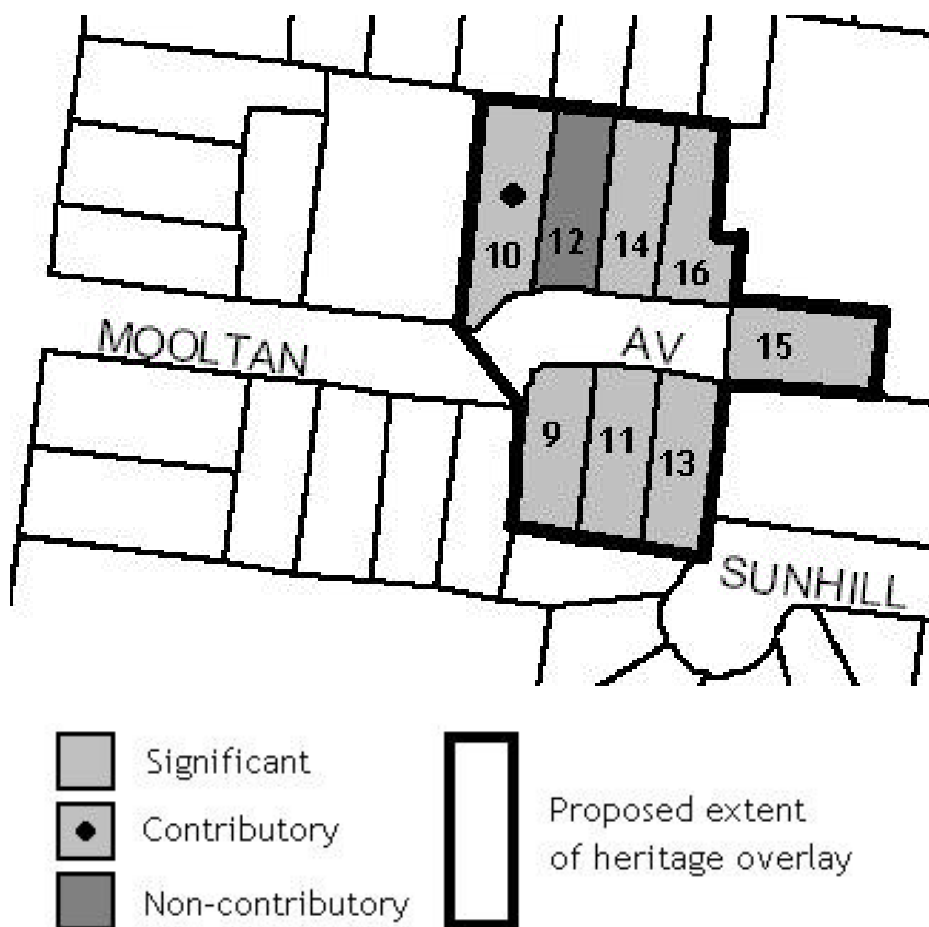 10
12
14
16
MOOLTAN
AV
15
9
11
13
SUNHILL
Significant
Contributory
Non-contributory
Proposed extent
of heritage overlay